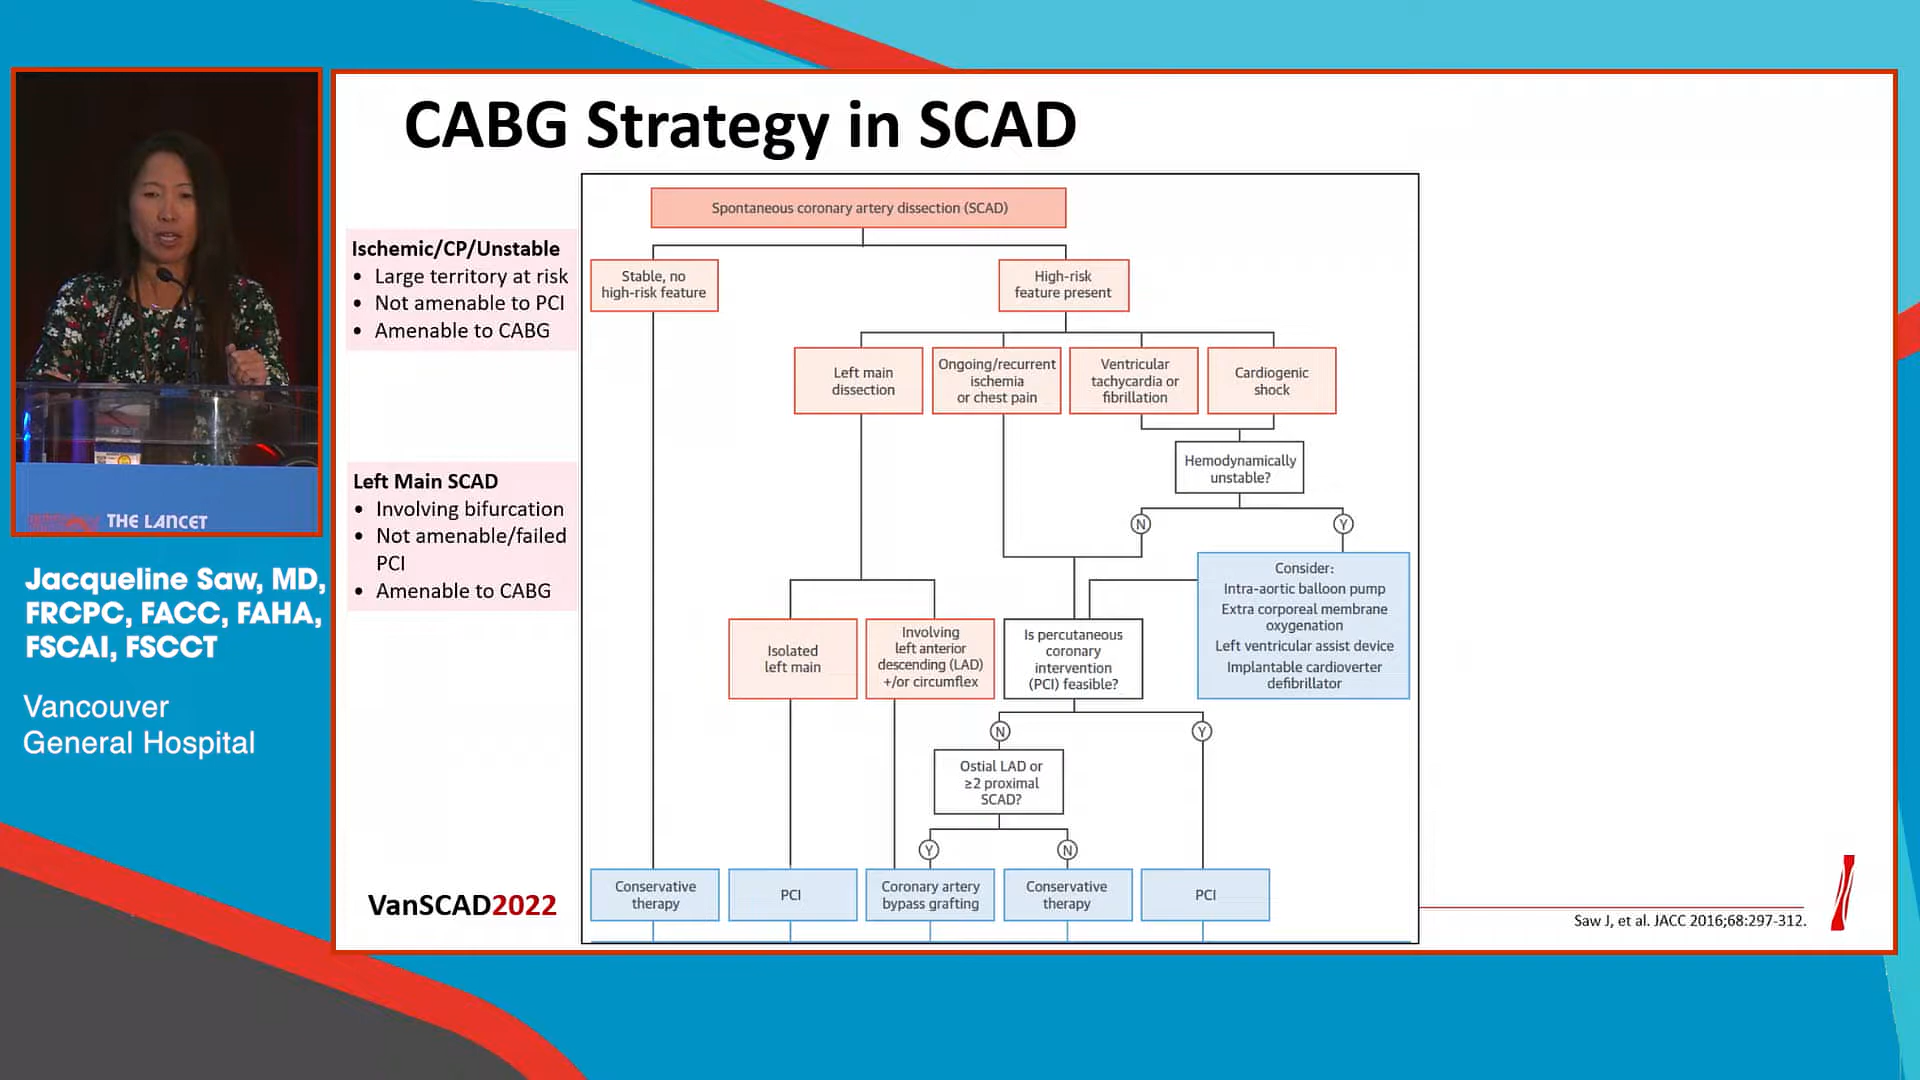 CABG Strategy in SCAD
Ischemic/CP/Unstable
• Large territory at risk
• Not amenable to PCI
• Amenable to CABG
Left Main SCAD
• Involving bifurcation
• Not amenable/failed
PCI
• Amenable to CABG
VanSCAD2022
Spontaneous coronary artery dissection (SCAD)
Stable, no
high-risk feature
High-risk
feature present
Left main
dissection
Ongoing/recurrent
ischemia
or chest pain
Ventricular
tachycardia or
fibrillation
Cardiogenic
shock
Hemodynamically
unstable?
N
Y
Consider:
Intra-aortic balloon pump
Extra corporeal membrane
oxygenation
Left ventricular assist device
Implantable cardioverter
defibrillator
Isolated
left main
Involving
left anterior
descending (LAD)
+/or circumflex
Is percutaneous
coronary
intervention
(PCI) feasible?
N
Y
Ostial LAD or
≥2 proximal
SCAD?
Y
N
Conservative
therapy
PCI
Coronary artery
bypass grafting
Conservative
therapy
PCI
Saw J, et al. JACC 2016;68:297-312.
THE LANCET
Jacqueline Saw, MD,
FRCPC, FACC, FAHA,
FSCAI, FSCCT
Vancouver
General Hospital